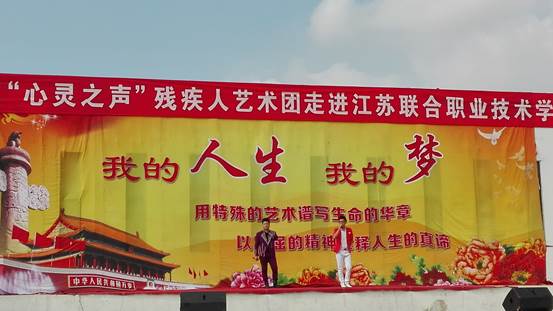 “心灵之声”残疾人艺术团走进江苏联合职业技术学
我的人生 我的梦
用特殊的艺术谱写生命的华章
以 的精神 释人生的真谛
中华人民共和国万岁